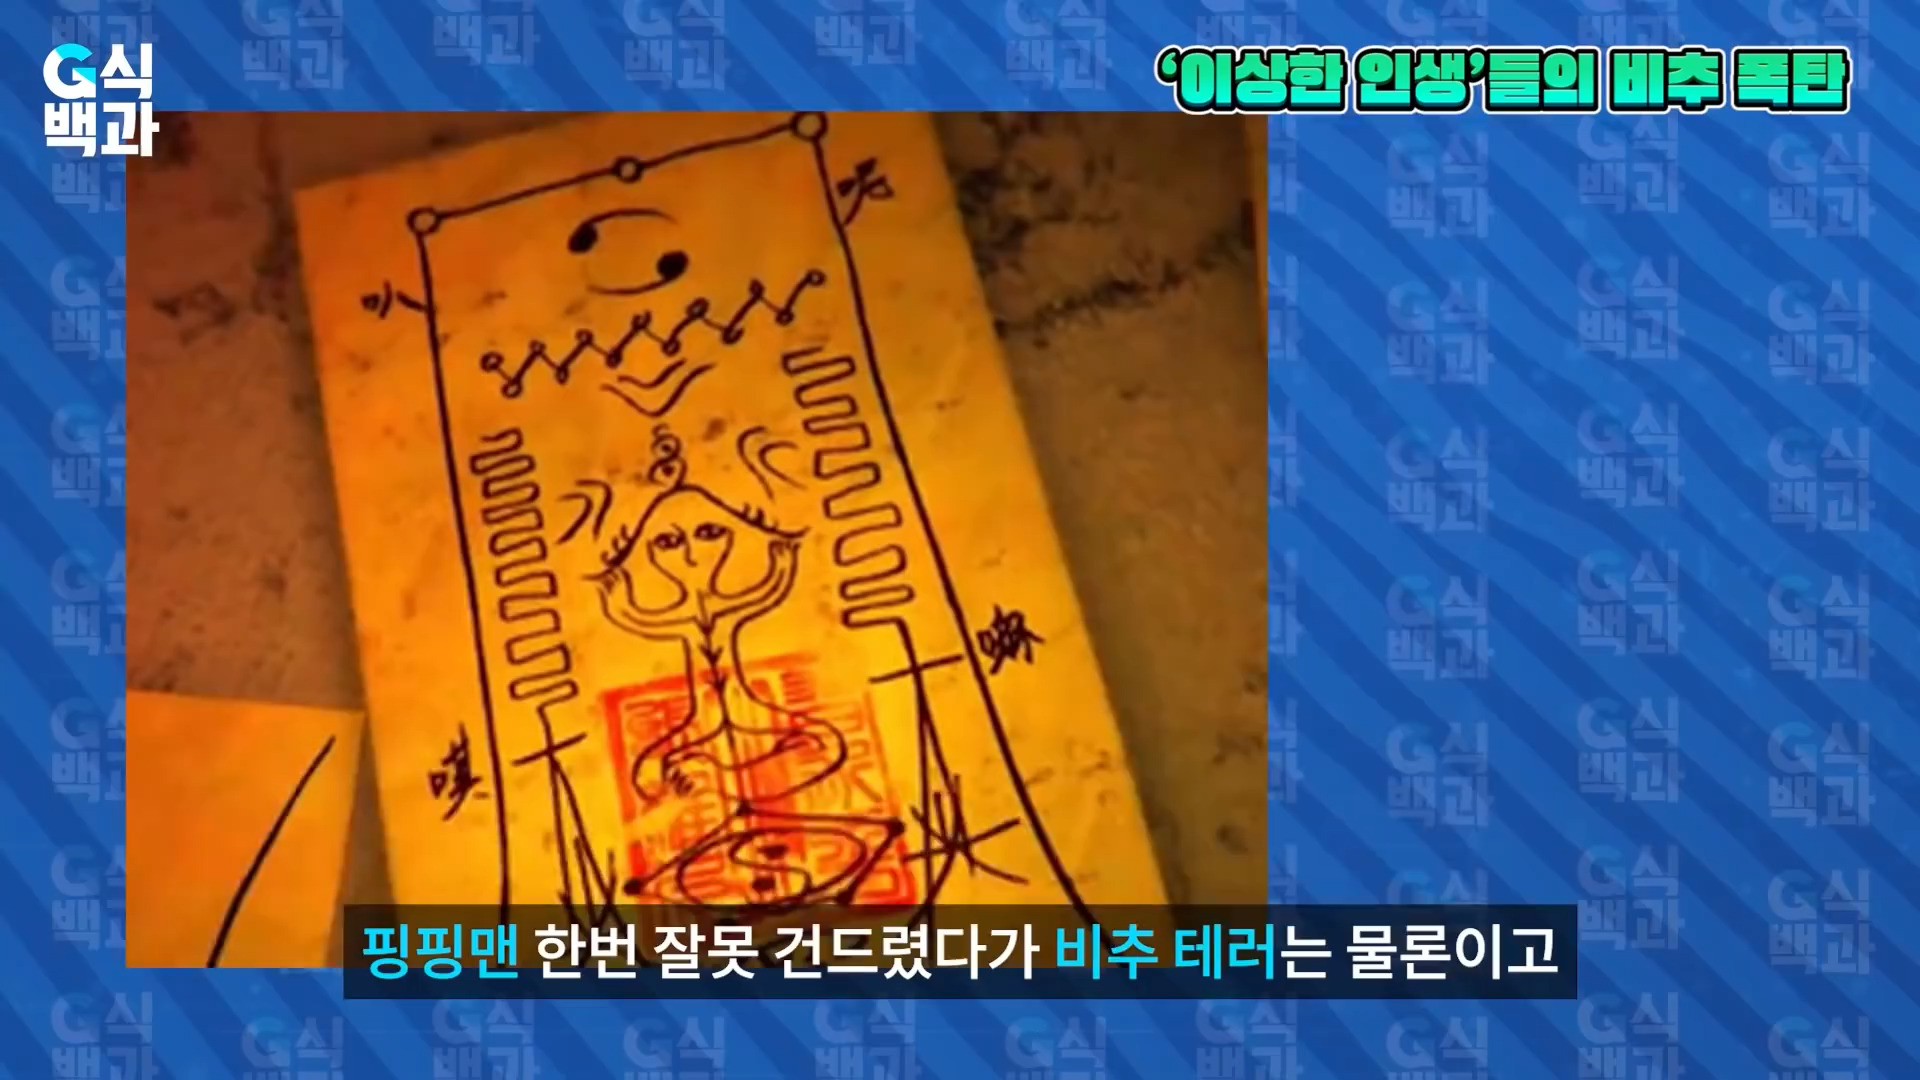 G식
백과
‘이상한 인생’들의 비추 폭탄
핑핑맨 한번 잘못 건드렸다가 비추 테러는 물론이고